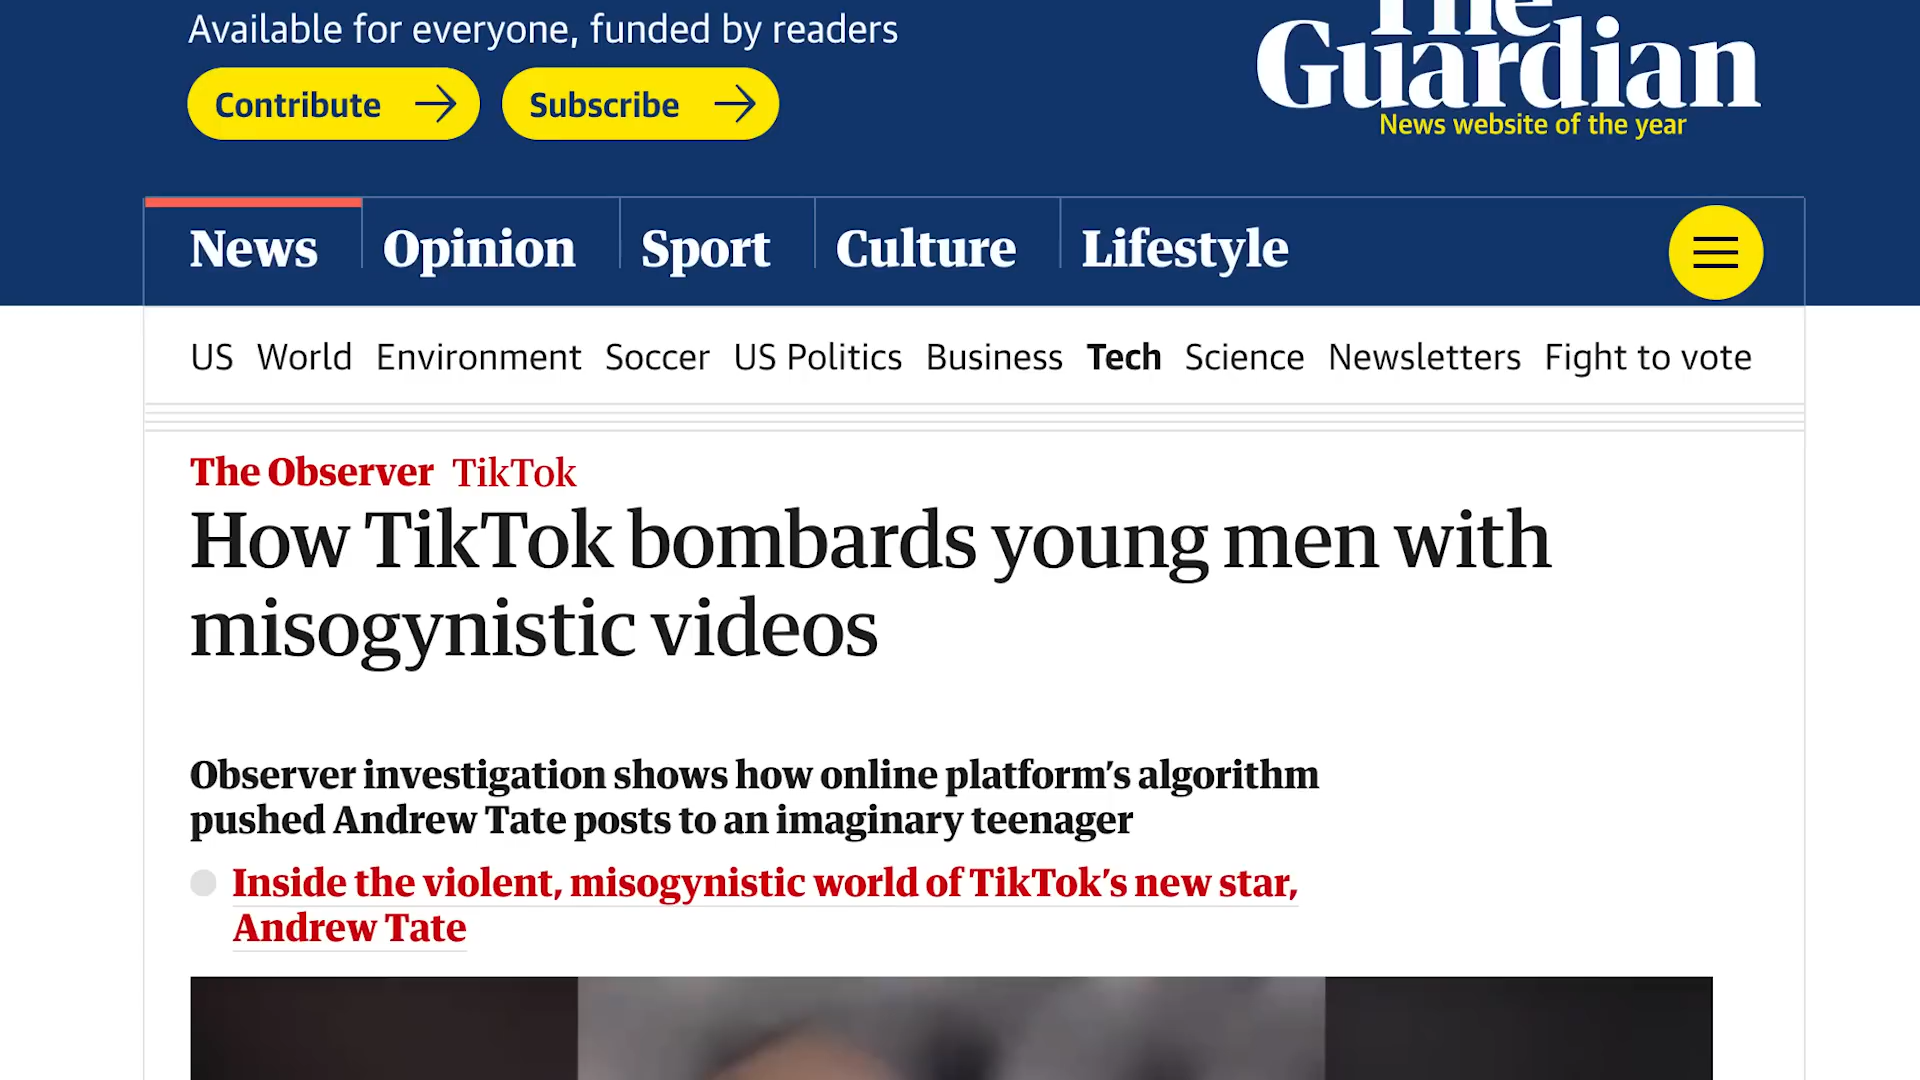 Available for everyone, funded by readers
Contribute
Subscribe
The
Guardian
News website of the year
News
Opinion
Sport
Culture
Lifestyle
US World Environment Soccer US Politics Business Tech Science Newsletters Fight to vote
The Observer TikTok
How TikTok bombards young men with
misogynistic videos
Observer investigation shows how online platform's algorithm
pushed Andrew Tate posts to an imaginary teenager
Inside the violent, misogynistic world of TikTok's new star,
Andrew Tate